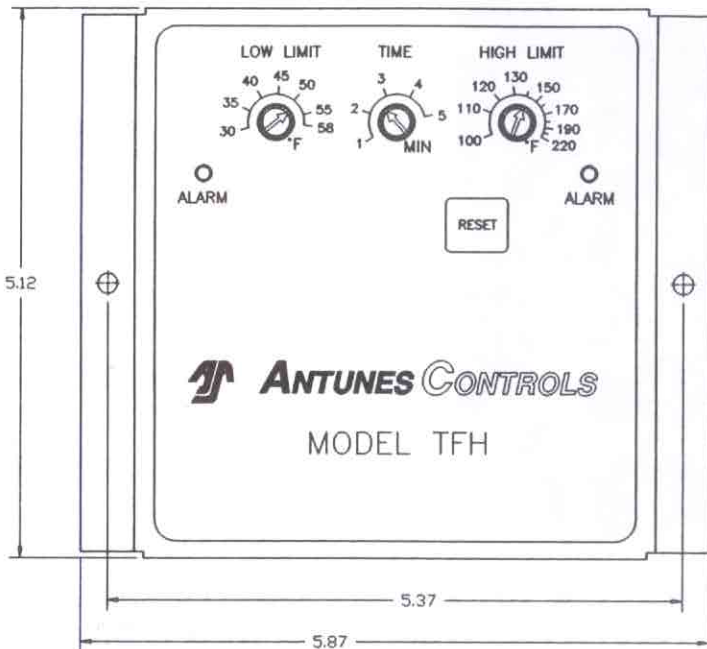 LOW LIMIT
30 35 40 45 50 55 58
°F
TIME
1 2 3 4 5
MIN
HIGH LIMIT
100 110 120 130 150 170 190 220
°F
ALARM
ALARM
RESET
5.12
ANTUNES CONTROLS
MODEL TFH
5.37
5.87